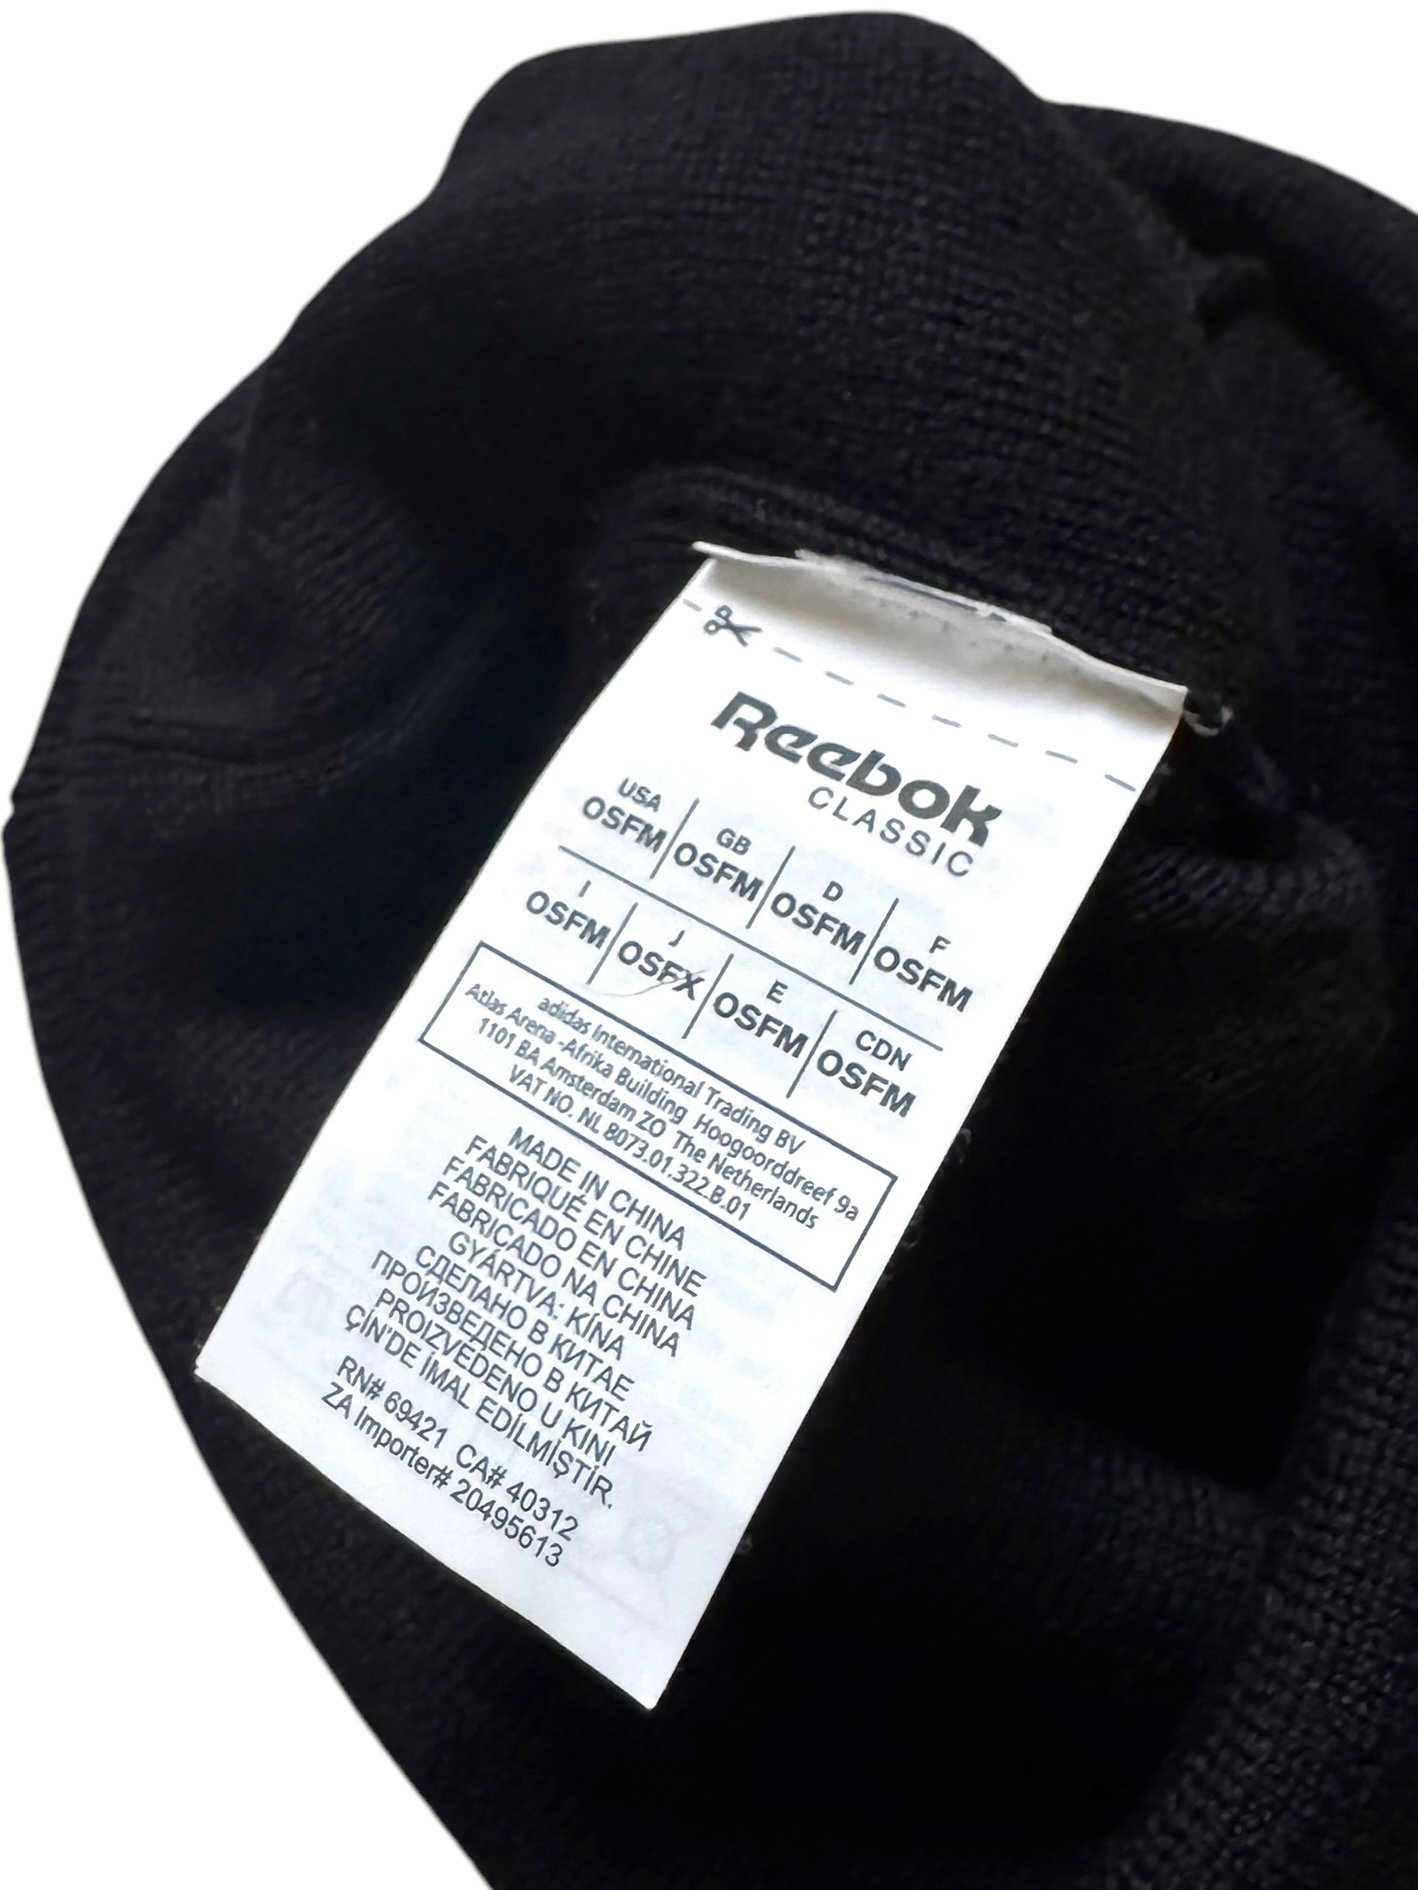 Reebok
CLASSIC
USA GB D F
OSFM OSFM OSFM OSFM
I J E CDN
OSFM OSFX OSFM OSFM
adidas International Trading BV
Atlas Arena -Afrika Building Hoogoorddreef 9a
1101 BA Amsterdam ZO The Netherlands
VAT NO. NL 8073.01.322.B.01
MADE IN CHINA
FABRIQUÉ EN CHINE
FABRICADO EN CHINA
FABRICADO NA CHINA
GYÁRTVA: KÍNA
СДЕЛАНО В КИТАЕ
ПРОИЗВЕДЕНО В КИТАЙ
PROIZVEDENO U KINI
ÇİN'DE İMAL EDİLMİŞTİR.
RN# 69421 CA# 40312
ZA Importer# 20495613